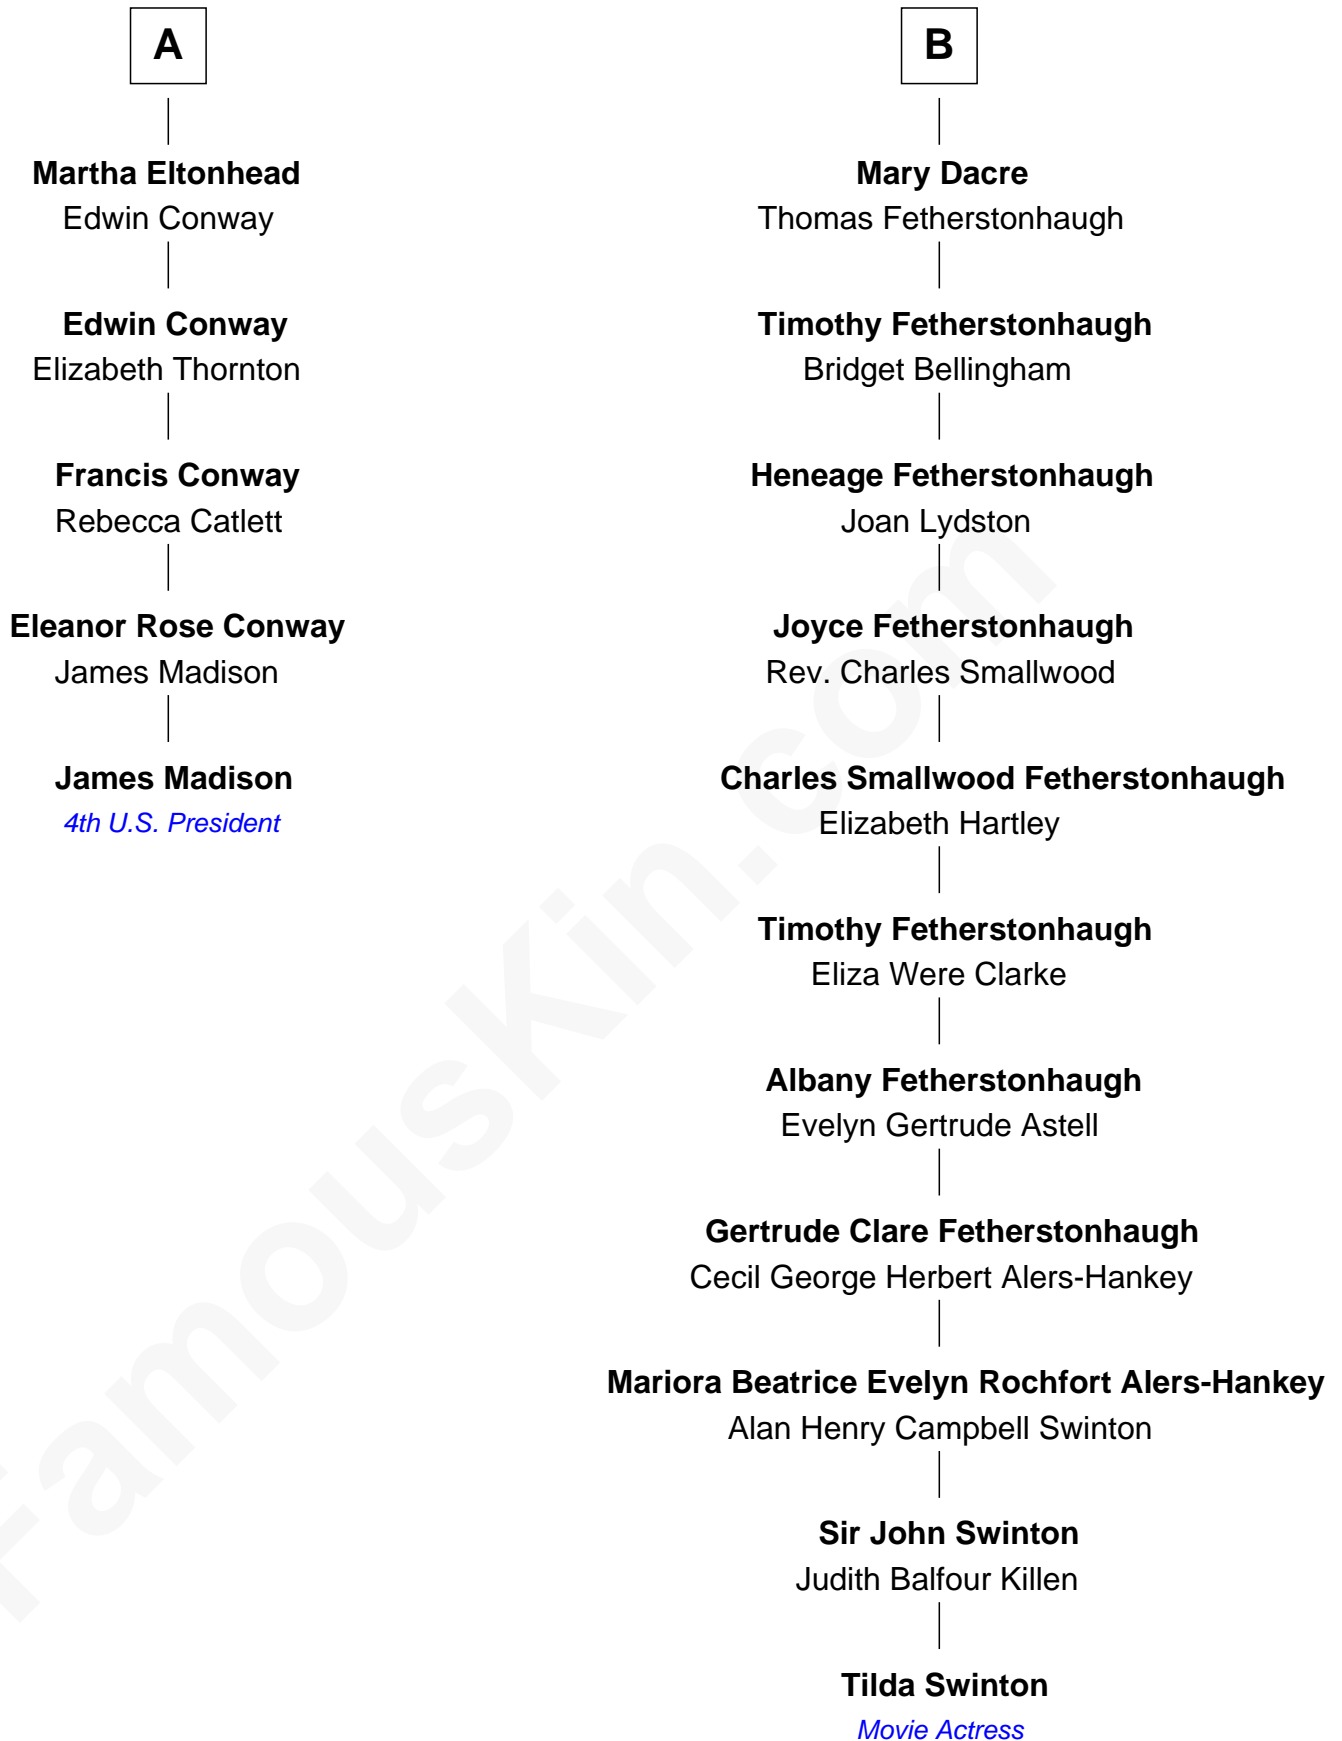 A
Martha Eltonhead
Edwin Conway
Edwin Conway
Elizabeth Thornton
Francis Conway
Rebecca Catlett
Eleanor Rose Conway
James Madison
James Madison
4th U.S. President
B
Mary Dacre
Thomas Fetherstonhaugh
Timothy Fetherstonhaugh
Bridget Bellingham
Heneage Fetherstonhaugh
Joan Lydston
Joyce Fetherstonhaugh
Rev. Charles Smallwood
Charles Smallwood Fetherstonhaugh
Elizabeth Hartley
Timothy Fetherstonhaugh
Eliza Were Clarke
Albany Fetherstonhaugh
Evelyn Gertrude Astell
Gertrude Clare Fetherstonhaugh
Cecil George Herbert Alers-Hankey
Mariora Beatrice Evelyn Rochfort Alers-Hankey
Alan Henry Campbell Swinton
Sir John Swinton
Judith Balfour Killen
Tilda Swinton
Movie Actress
FamousKin.com